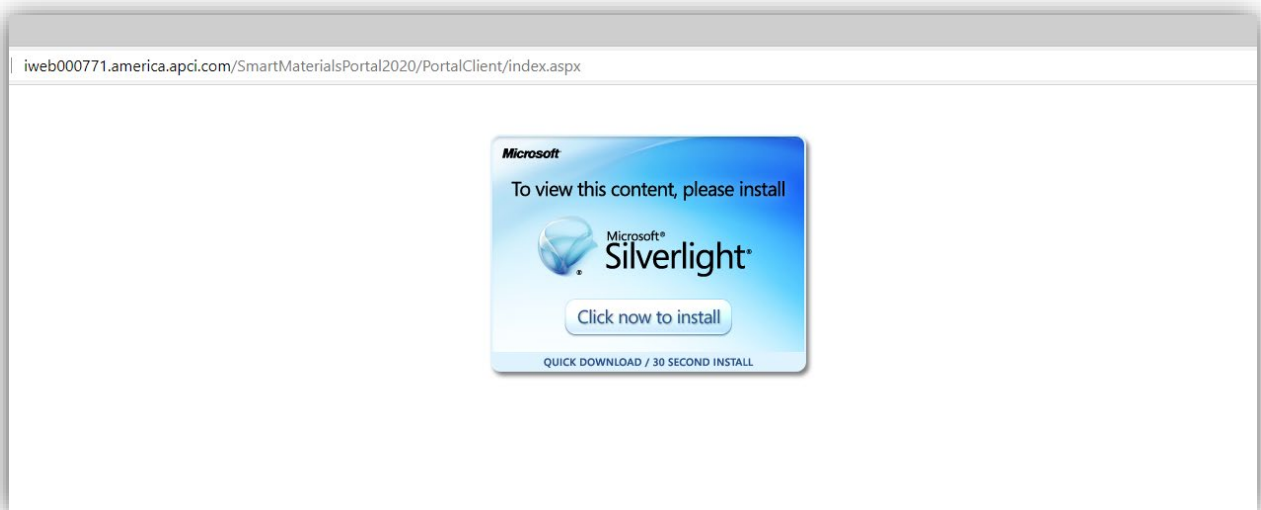 iweb000771.america.apci.com/SmartMaterialsPortal2020/PortalClient/index.aspx
Microsoft
To view this content, please install
Microsoft®
Silverlight®
Click now to install
QUICK DOWNLOAD / 30 SECOND INSTALL